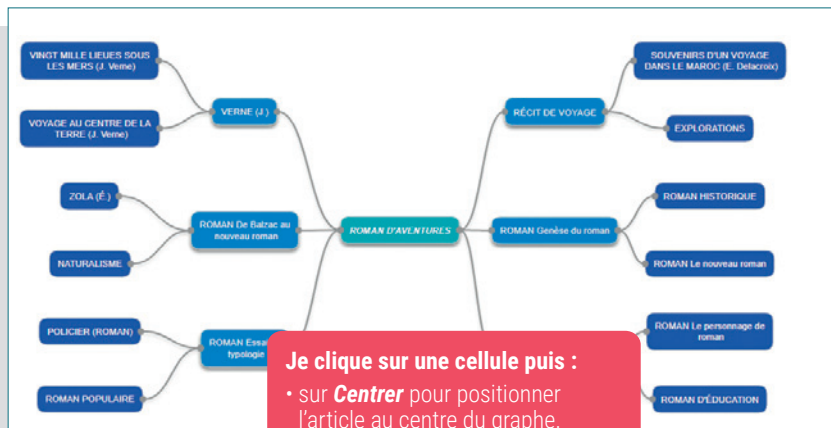 VINGT MILLE LIEUES SOUS
LES MERS (J. Verne)
VOYAGE AU CENTRE DE LA
TERRE (J. Verne)
VERNE (J.)
ZOLA (É.)
NATURALISME
ROMAN De Balzac au
nouveau roman
POLICIER (ROMAN)
ROMAN POPULAIRE
ROMAN
typologie
ROMAN D'AVENTURES
RÉCIT DE VOYAGE
SOUVENIRS D'UN VOYAGE
DANS LE MAROC (E. Delacroix)
EXPLORATIONS
ROMAN Genèse du roman
ROMAN HISTORIQUE
ROMAN Le nouveau roman
ROMAN Le personnage de
roman
ROMAN D'ÉDUCATION
Je clique sur une cellule puis :
• sur Centrer pour positionner
l'article au centre du graphe.